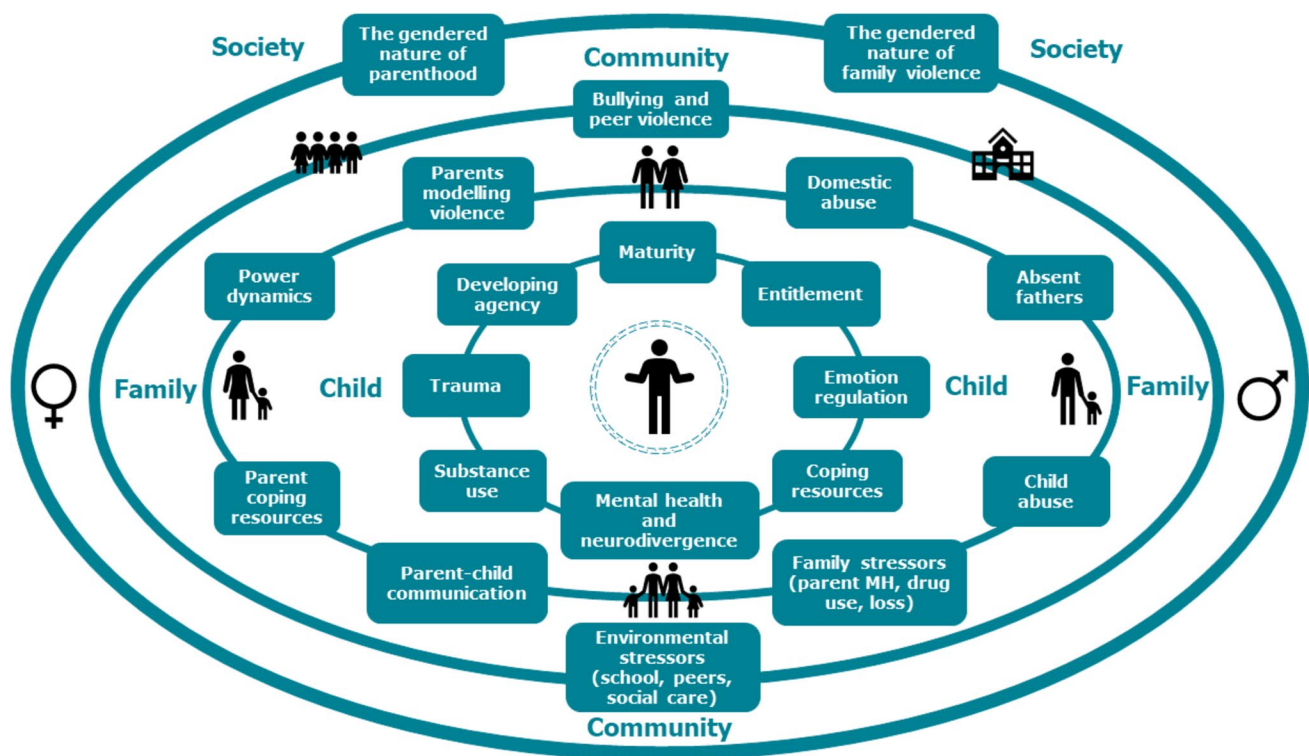 The gendered
nature of
parenthood
The gendered
nature of
family violence
Society
Society
Community
Bullying and
peer violence
Parents
modelling
violence
Domestic
abuse
Maturity
Power
dynamics
Developing
agency
Entitlement
Absent
fathers
Family
Child
Trauma
Emotion
regulation
Child
Family
Parent
coping
resources
Substance
use
Mental health
and
neurodivergence
Coping
resources
Child
abuse
Parent-child
communication
Family stressors
(parent MH, drug
use, loss)
Environmental
stressors
(school, peers,
social care)
Community